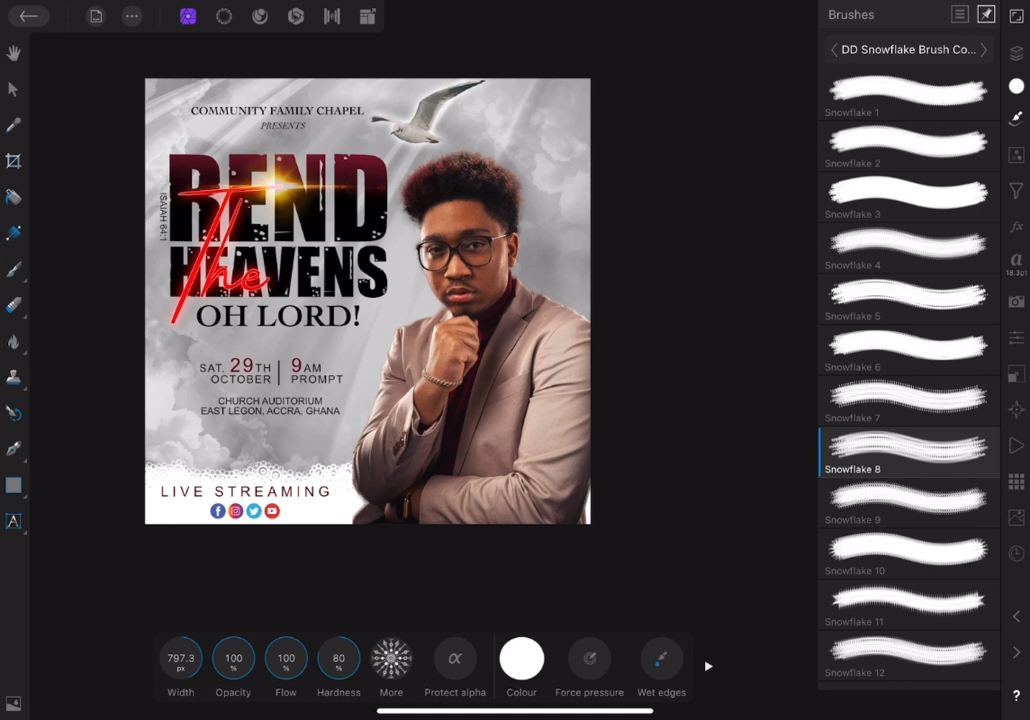 Brushes
DD Snowflake Brush Co...
Snowflake 1
Snowflake 2
Snowflake 3
Snowflake 4
Snowflake 5
Snowflake 6
Snowflake 7
Snowflake 8
Snowflake 9
Snowflake 10
Snowflake 11
Snowflake 12
fx
a
18.3pt
?
A
COMMUNITY FAMILY CHAPEL
PRESENTS
ISAIAH 64:1
REND
The
HEAVENS
OH LORD!
SAT. 29TH | 9AM
OCTOBER | PROMPT
CHURCH AUDITORIUM
EAST LEGON, ACCRA, GHANA
LIVE STREAMING
797.3 px
100 %
100 %
80 %
α
Width Opacity Flow Hardness More Protect alpha Colour Force pressure Wet edges